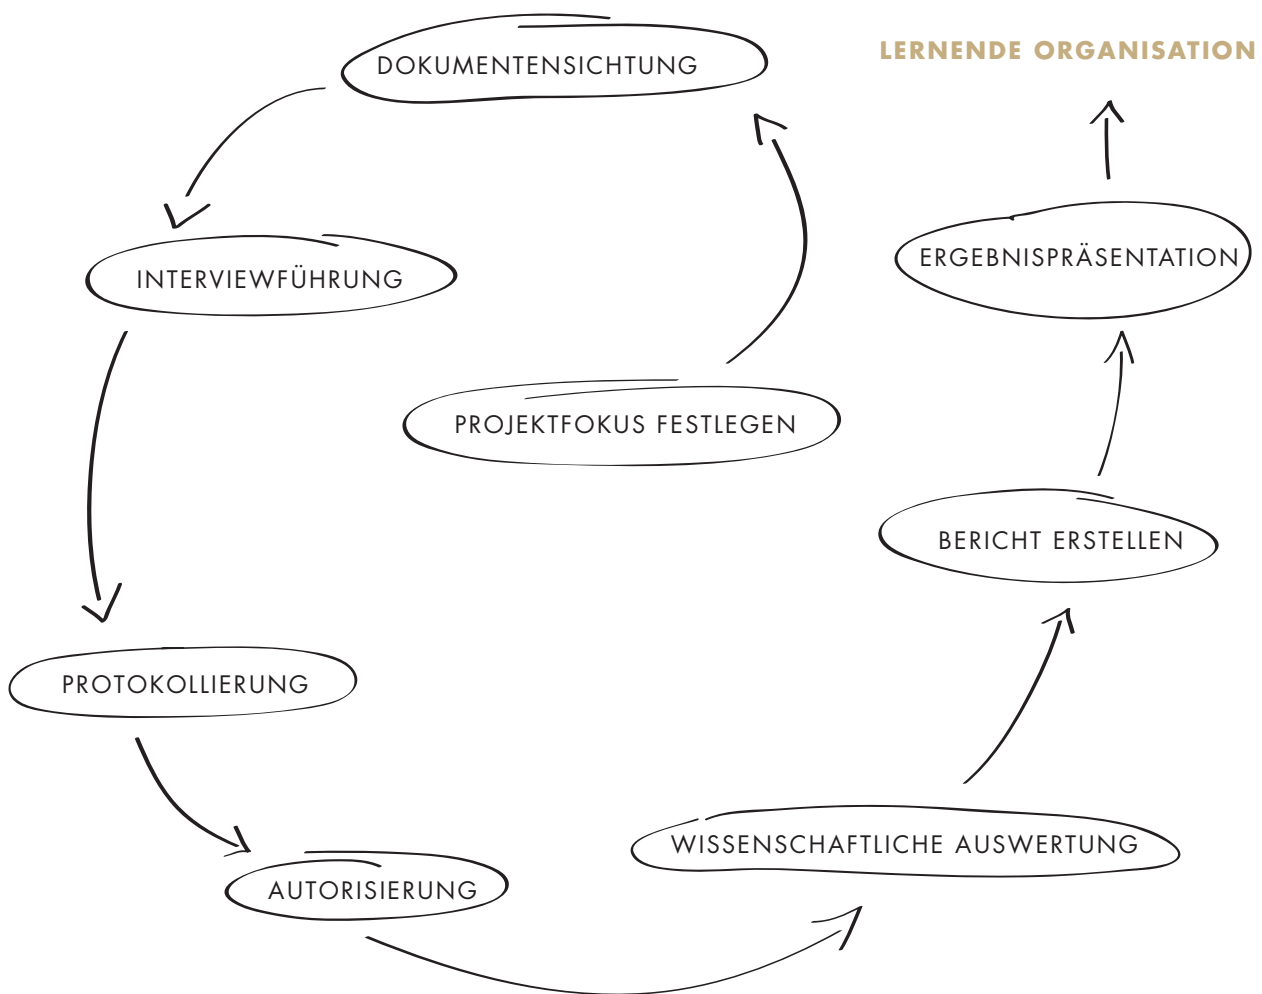 DOKUMENTENSICHTUNG
LERNENDE ORGANISATION
INTERVIEWFÜHRUNG
ERGEBNISPRÄSENTATION
PROJEKTFOKUS FESTLEGEN
BERICHT ERSTELLEN
PROTOKOLLIERUNG
WISSENSCHAFTLICHE AUSWERTUNG
AUTORISIERUNG